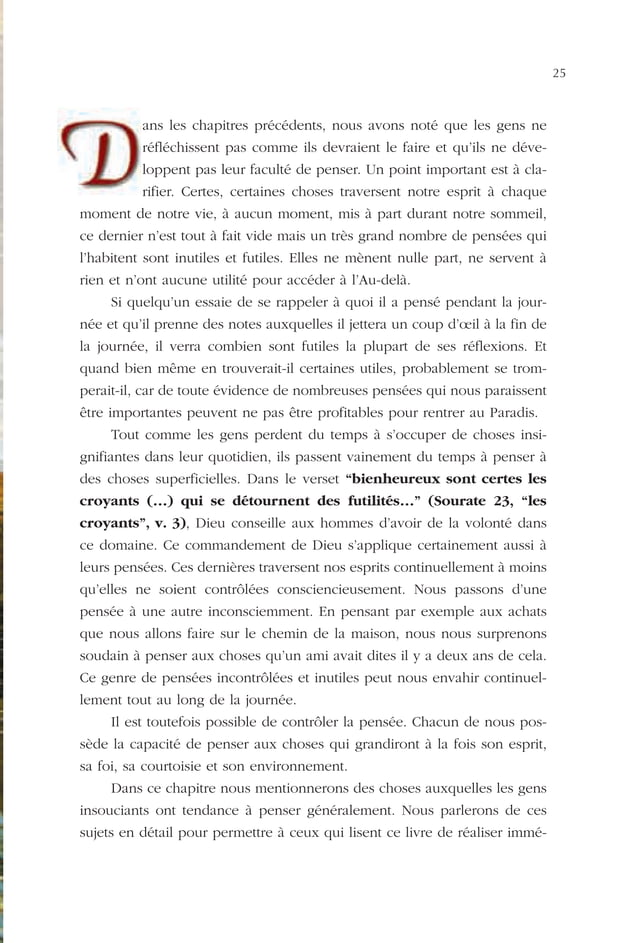 25
Dans les chapitres précédents, nous avons noté que les gens ne
réfléchissent pas comme ils devraient le faire et qu'ils ne déve-
loppent pas leur faculté de penser. Un point important est à cla-
rifier. Certes, certaines choses traversent notre esprit à chaque
moment de notre vie, à aucun moment, mis à part durant notre sommeil,
ce dernier n'est tout à fait vide mais un très grand nombre de pensées qui
l'habitent sont inutiles et futiles. Elles ne mènent nulle part, ne servent à
rien et n'ont aucune utilité pour accéder à l'Au-delà.
Si quelqu'un essaie de se rappeler à quoi il a pensé pendant la jour-
née et qu'il prenne des notes auxquelles il jettera un coup d'œil à la fin de
la journée, il verra combien sont futiles la plupart de ses réflexions. Et
quand bien même en trouverait-il certaines utiles, probablement se trom-
perait-il, car de toute évidence de nombreuses pensées qui nous paraissent
être importantes peuvent ne pas être profitables pour rentrer au Paradis.
Tout comme les gens perdent du temps à s'occuper de choses insi-
gnifiantes dans leur quotidien, ils passent vainement du temps à penser à
des choses superficielles. Dans le verset “bienheureux sont certes les
croyants (…) qui se détournent des futilités…” (Sourate 23, “les
croyants”, v. 3), Dieu conseille aux hommes d'avoir de la volonté dans
ce domaine. Ce commandement de Dieu s'applique certainement aussi à
leurs pensées. Ces dernières traversent nos esprits continuellement à moins
qu'elles ne soient contrôlées consciencieusement. Nous passons d'une
pensée à une autre inconsciemment. En pensant par exemple aux achats
que nous allons faire sur le chemin de la maison, nous nous surprenons
soudain à penser aux choses qu'un ami avait dites il y a deux ans de cela.
Ce genre de pensées incontrôlées et inutiles peut nous envahir continuel-
lement tout au long de la journée.
Il est toutefois possible de contrôler la pensée. Chacun de nous pos-
sède la capacité de penser aux choses qui grandiront à la fois son esprit,
sa foi, sa courtoisie et son environnement.
Dans ce chapitre nous mentionnerons des choses auxquelles les gens
insouciants ont tendance à penser généralement. Nous parlerons de ces
sujets en détail pour permettre à ceux qui lisent ce livre de réaliser immé-